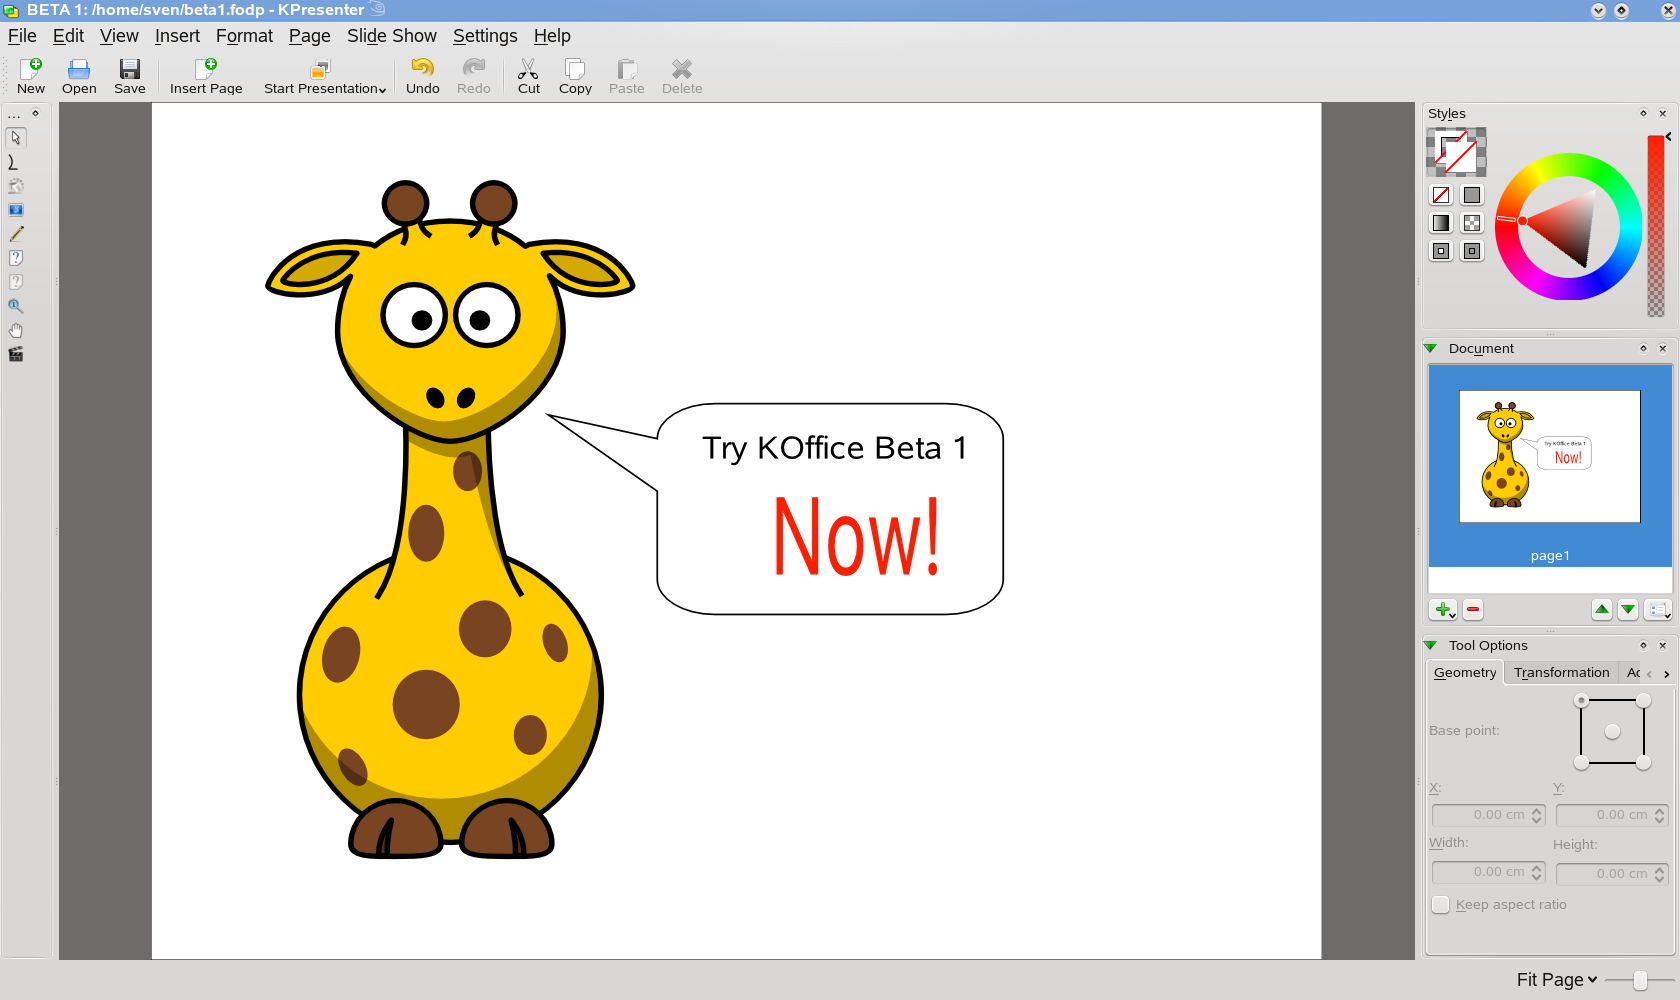 BETA 1: /home/sven/beta1.fodp - KPresenter
File Edit View Insert Format Page Slide Show Settings Help
New Open Save Insert Page Start Presentation Undo Redo Cut Copy Paste Delete
...
Styles
Try KOffice Beta 1
Now!
Document
Try KOffice Beta 1
Now!
page1
Tool Options
Geometry Transformation
Base point:
X: Y:
0.00 cm 0.00 cm
Width: Height:
0.00 cm 0.00 cm
Keep aspect ratio
Fit Page